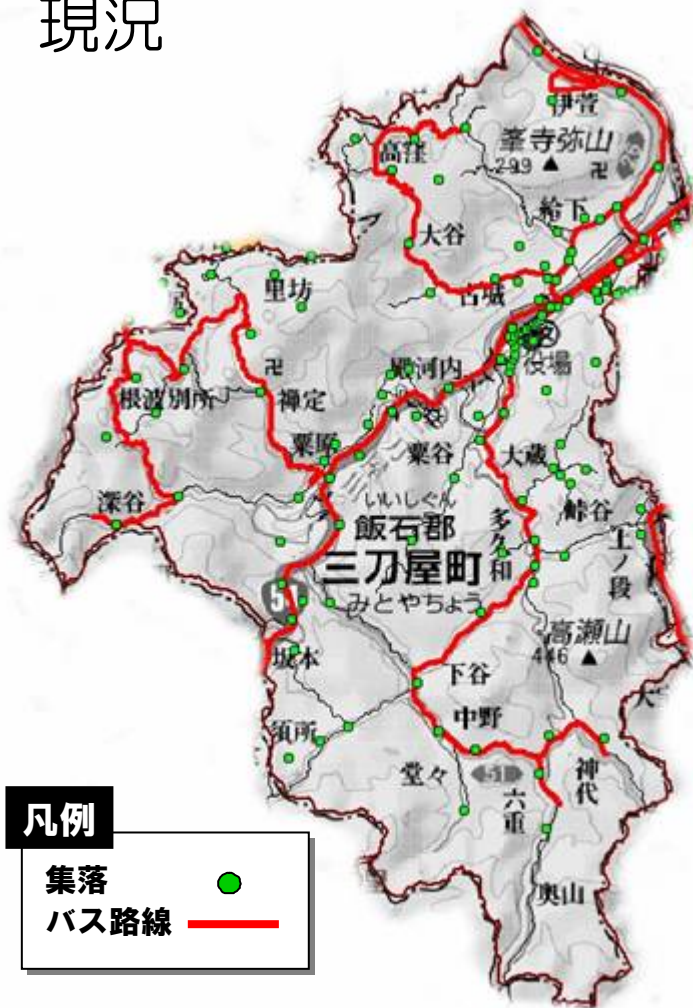 現況
伊萱
高窪
峯寺弥山
299
給下
大谷
古城
里坊
殿河内
役場
根波別所
禅定
粟原
粟谷
大蔵
深谷
いいしぐん
飯石郡
三刀屋町
みとやちょう
多久和
峠谷
上ノ段
高瀬山
446
坂本
下谷
中野
須所
堂々
六重
神代
奥山
凡例
集落
バス路線